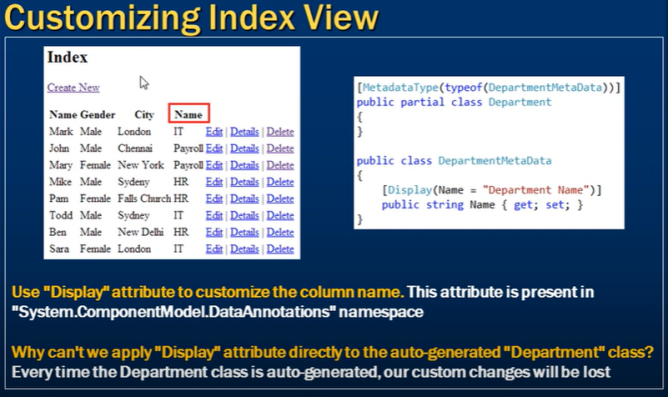 Customizing Index View
Index
Create New
Name Gender City Name
Mark Male London IT Edit | Details | Delete
John Male Chennai Payroll Edit | Details | Delete
Mary Female New York Payroll Edit | Details | Delete
Mike Male Sydeny HR Edit | Details | Delete
Pam Female Falls Church HR Edit | Details | Delete
Todd Male Sydney IT Edit | Details | Delete
Ben Male New Delhi HR Edit | Details | Delete
Sara Female London IT Edit | Details | Delete
[MetadataType(typeof(DepartmentMetaData))]
public partial class Department
{
}
public class DepartmentMetaData
{
[Display(Name = "Department Name")]
public string Name { get; set; }
}
Use "Display" attribute to customize the column name. This attribute is present in
"System.ComponentModel.DataAnnotations" namespace
Why can't we apply "Display" attribute directly to the auto-generated "Department" class?
Every time the Department class is auto-generated, our custom changes will be lost